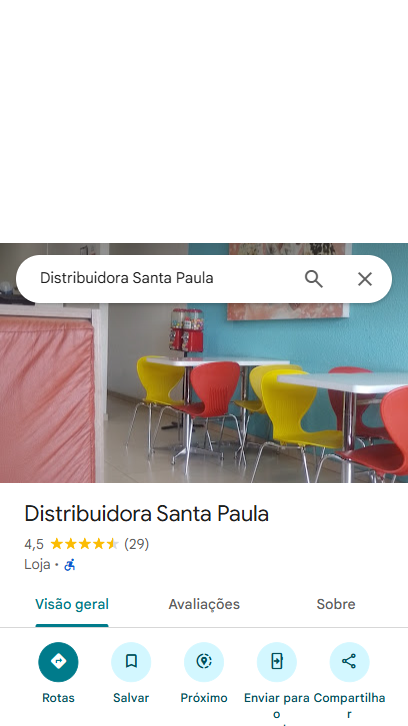 Distribuidora Santa Paula
Distribuidora Santa Paula
4,5 (29)
Loja ·
Visão geral Avaliações Sobre
Rotas Salvar Próximo Enviar para o Compartilhar